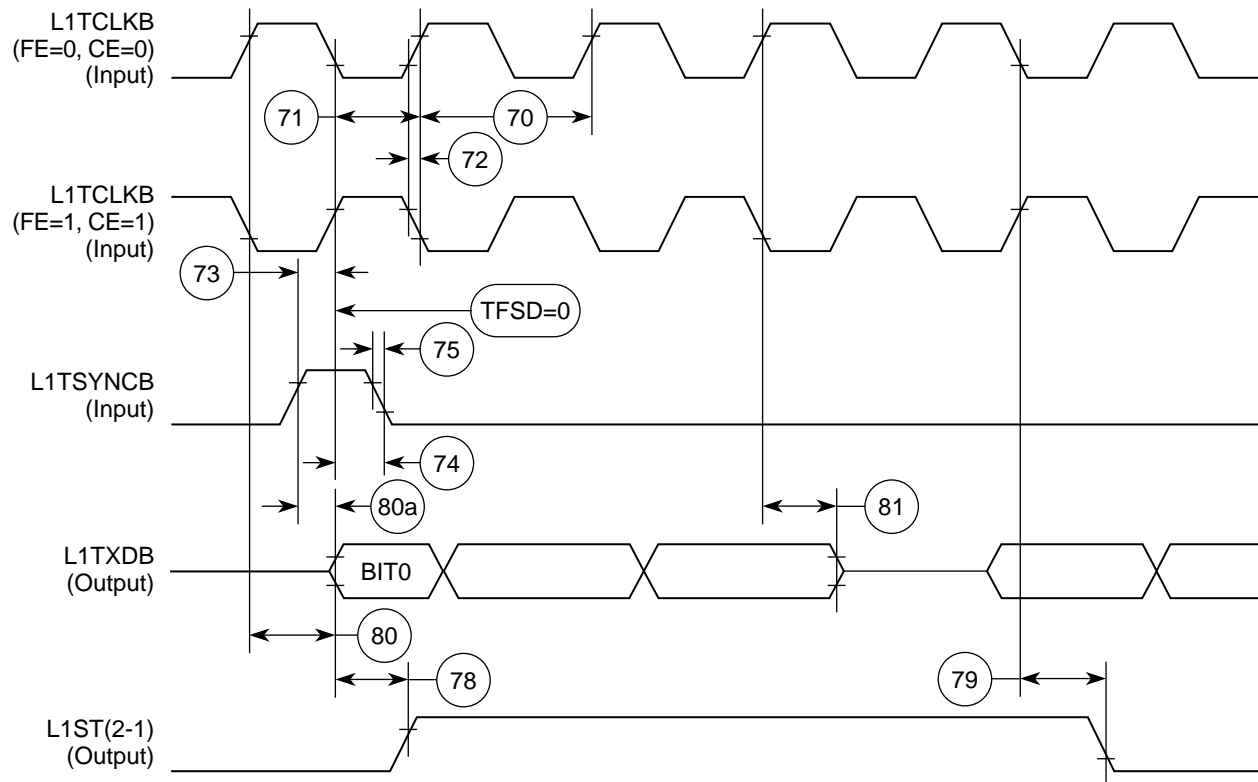 L1TCLKB
(FE=0, CE=0)
(Input)
71
70
72
L1TCLKB
(FE=1, CE=1)
(Input)
73
TFSD=0
75
L1TSYNCB
(Input)
74
80a
81
L1TXDB
(Output)
BIT0
80
78
79
L1ST(2-1)
(Output)